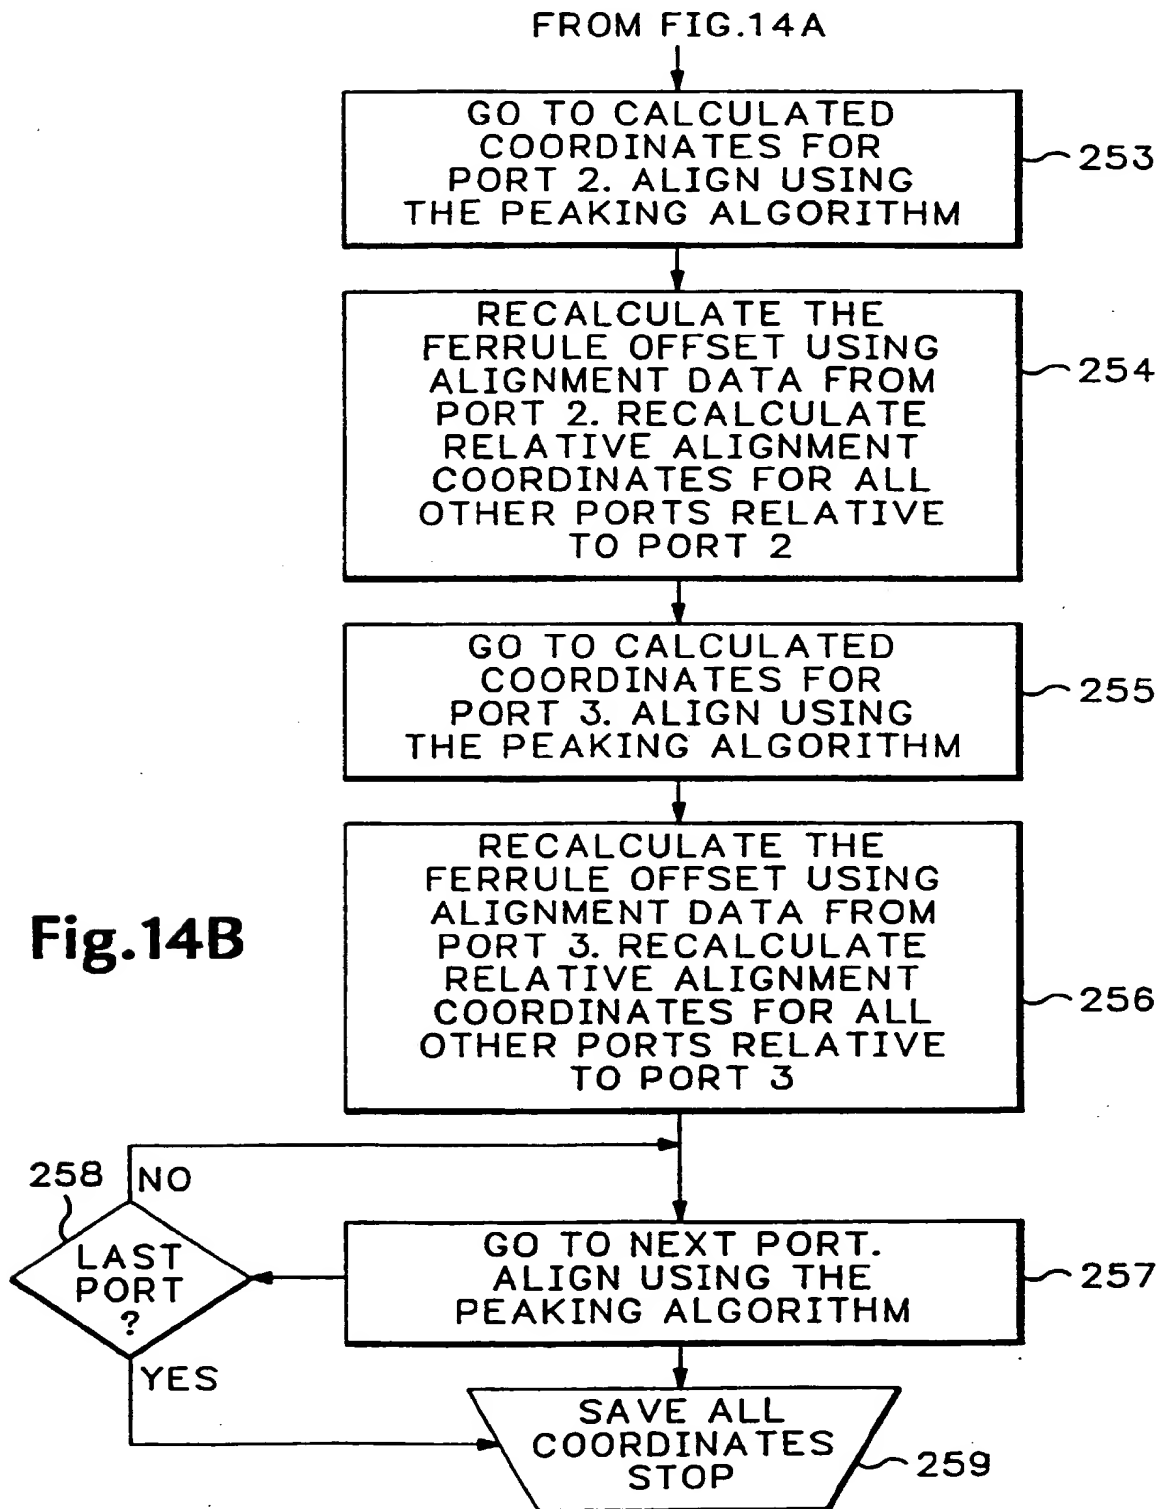 FROM FIG.14A
GO TO CALCULATED
COORDINATES FOR
PORT 2. ALIGN USING
THE PEAKING ALGORITHM
253
RECALCULATE THE
FERRULE OFFSET USING
ALIGNMENT DATA FROM
PORT 2. RECALCULATE
RELATIVE ALIGNMENT
COORDINATES FOR ALL
OTHER PORTS RELATIVE
TO PORT 2
254
GO TO CALCULATED
COORDINATES FOR
PORT 3. ALIGN USING
THE PEAKING ALGORITHM
255
RECALCULATE THE
FERRULE OFFSET USING
ALIGNMENT DATA FROM
PORT 3. RECALCULATE
RELATIVE ALIGNMENT
COORDINATES FOR ALL
OTHER PORTS RELATIVE
TO PORT 3
256
Fig.14B
258
NO
LAST
PORT
?
YES
GO TO NEXT PORT.
ALIGN USING THE
PEAKING ALGORITHM
257
SAVE ALL
COORDINATES
STOP
259